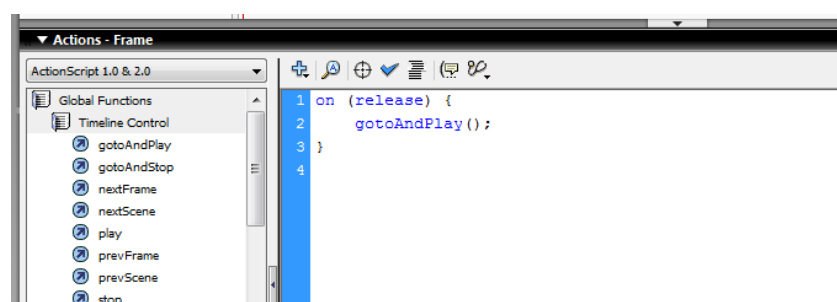 ▼ Actions - Frame
ActionScript 1.0 & 2.0
Global Functions
Timeline Control
gotoAndPlay
gotoAndStop
nextFrame
nextScene
play
prevFrame
prevScene
stop
1 on (release) {
2     gotoAndPlay();
3 }
4